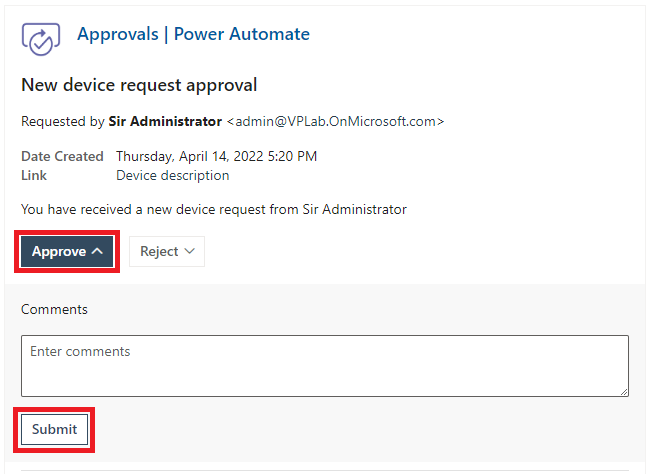 Approvals | Power Automate
New device request approval
Requested by Sir Administrator <admin@VPLab.OnMicrosoft.com>
Date Created Thursday, April 14, 2022 5:20 PM
Link Device description
You have received a new device request from Sir Administrator
Approve Reject
Comments
Enter comments
Submit